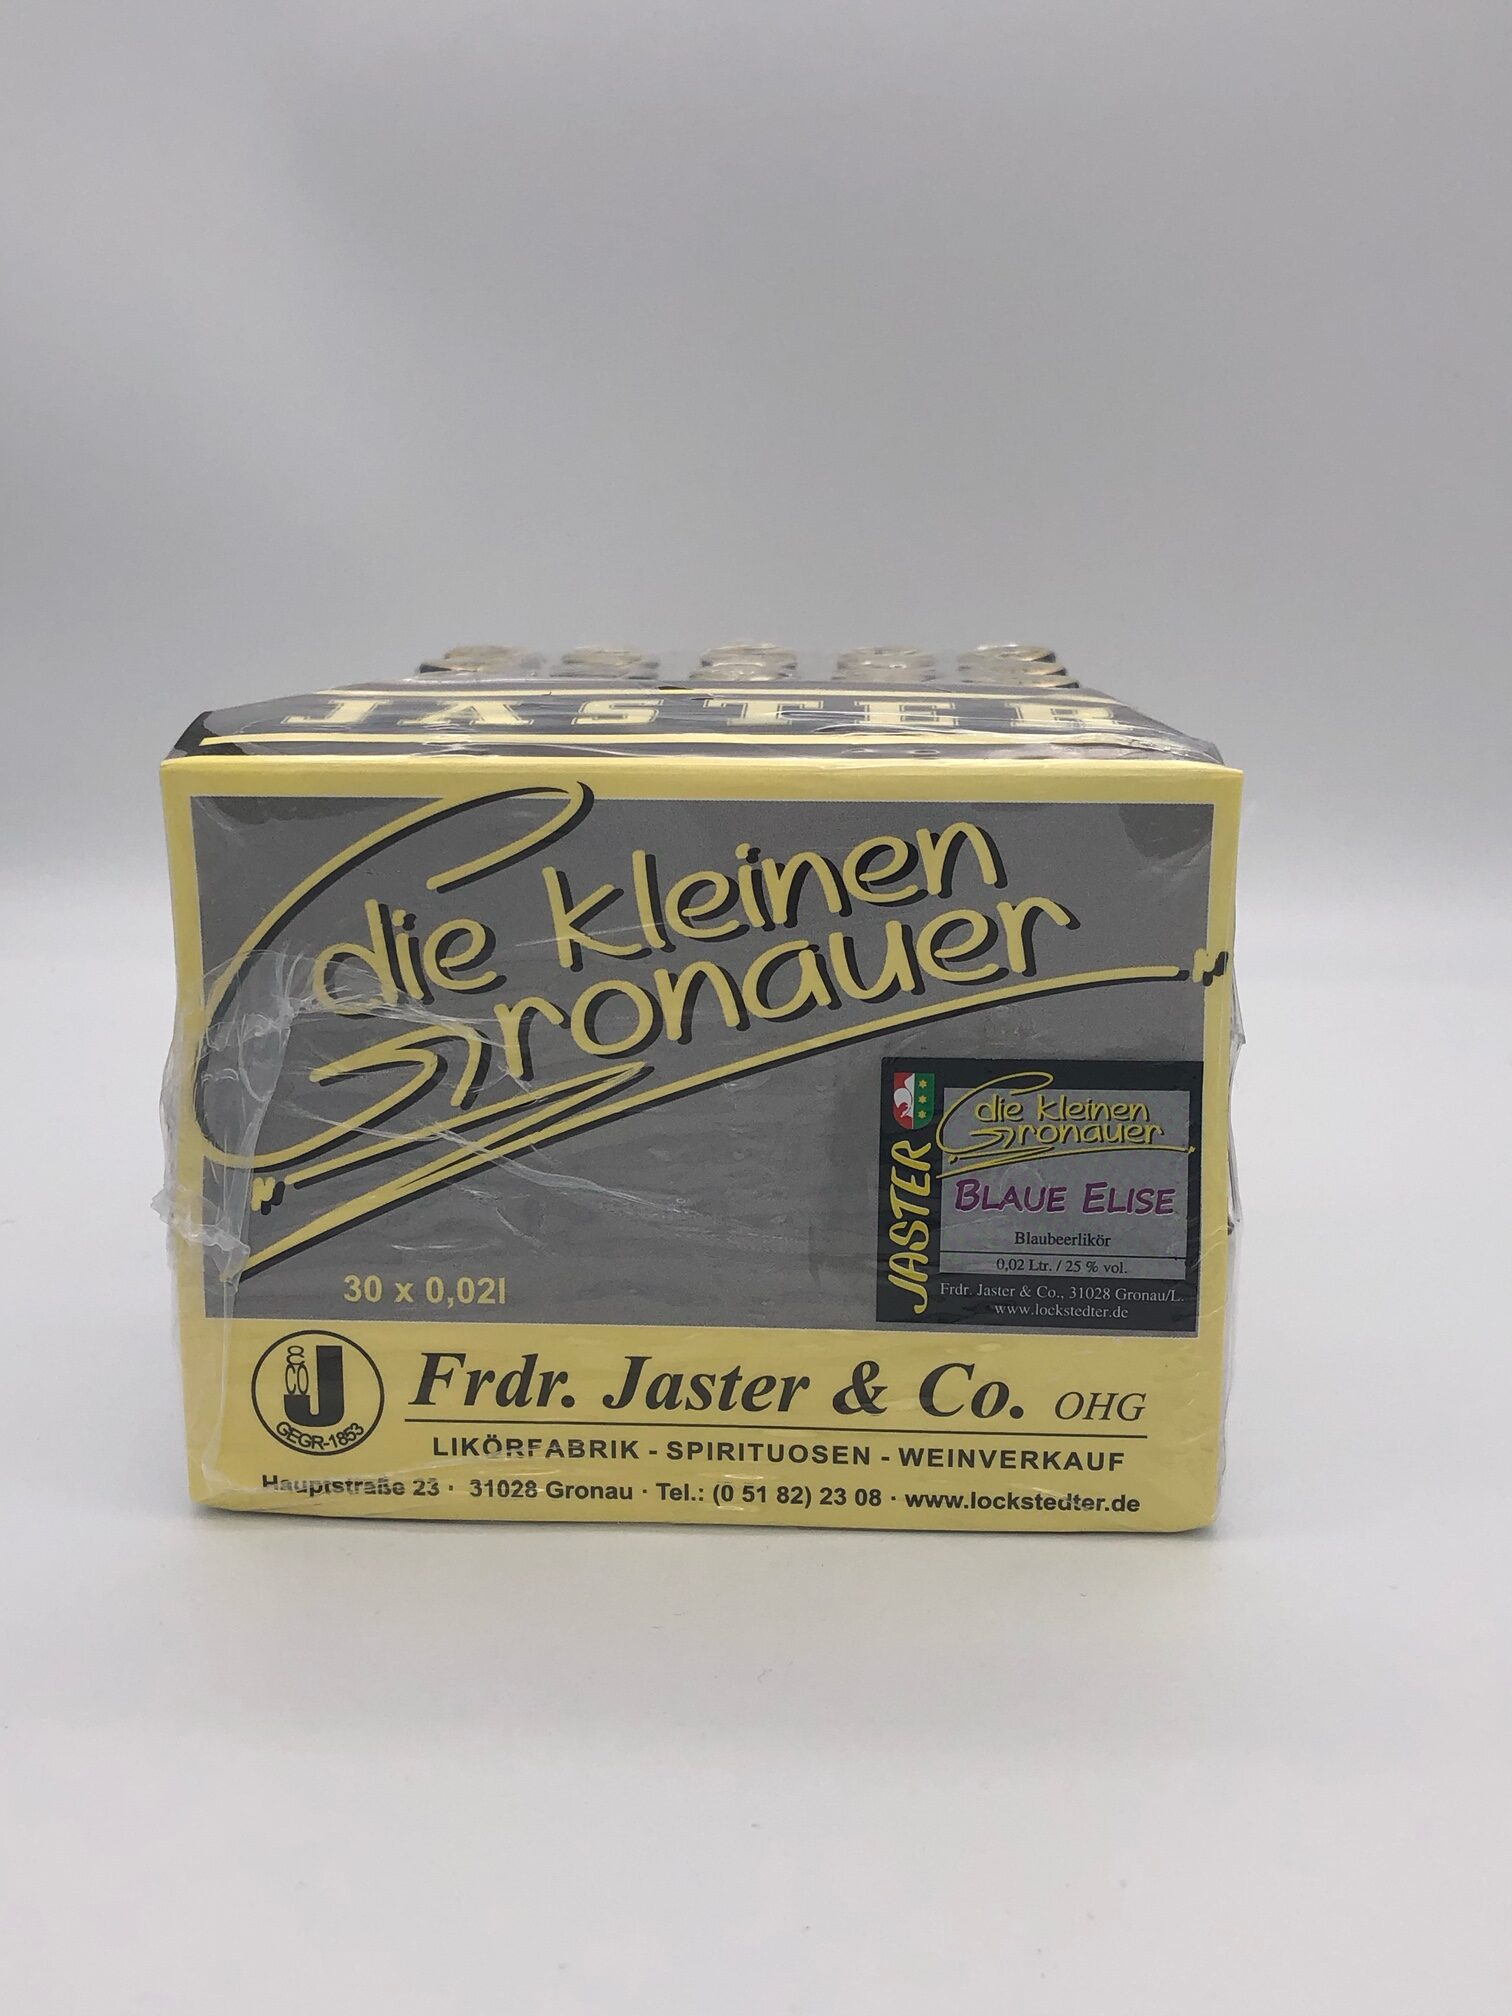 JASTER
die kleinen
Gronauer
die kleinen
Gronauer
JASTER
BLAUE ELISE
Blaubeerlikör
0,02 Ltr. / 25 % vol.
Frdr. Jaster & Co., 31028 Gronau/L.
www.lockstedter.de
30 x 0,02l
J
& CO
GEGR-1853
Frdr. Jaster & Co. OHG
LIKÖRFABRIK - SPIRITUOSEN - WEINVERKAUF
Hauptstraße 23 · 31028 Gronau · Tel.: (0 51 82) 23 08 · www.lockstedter.de